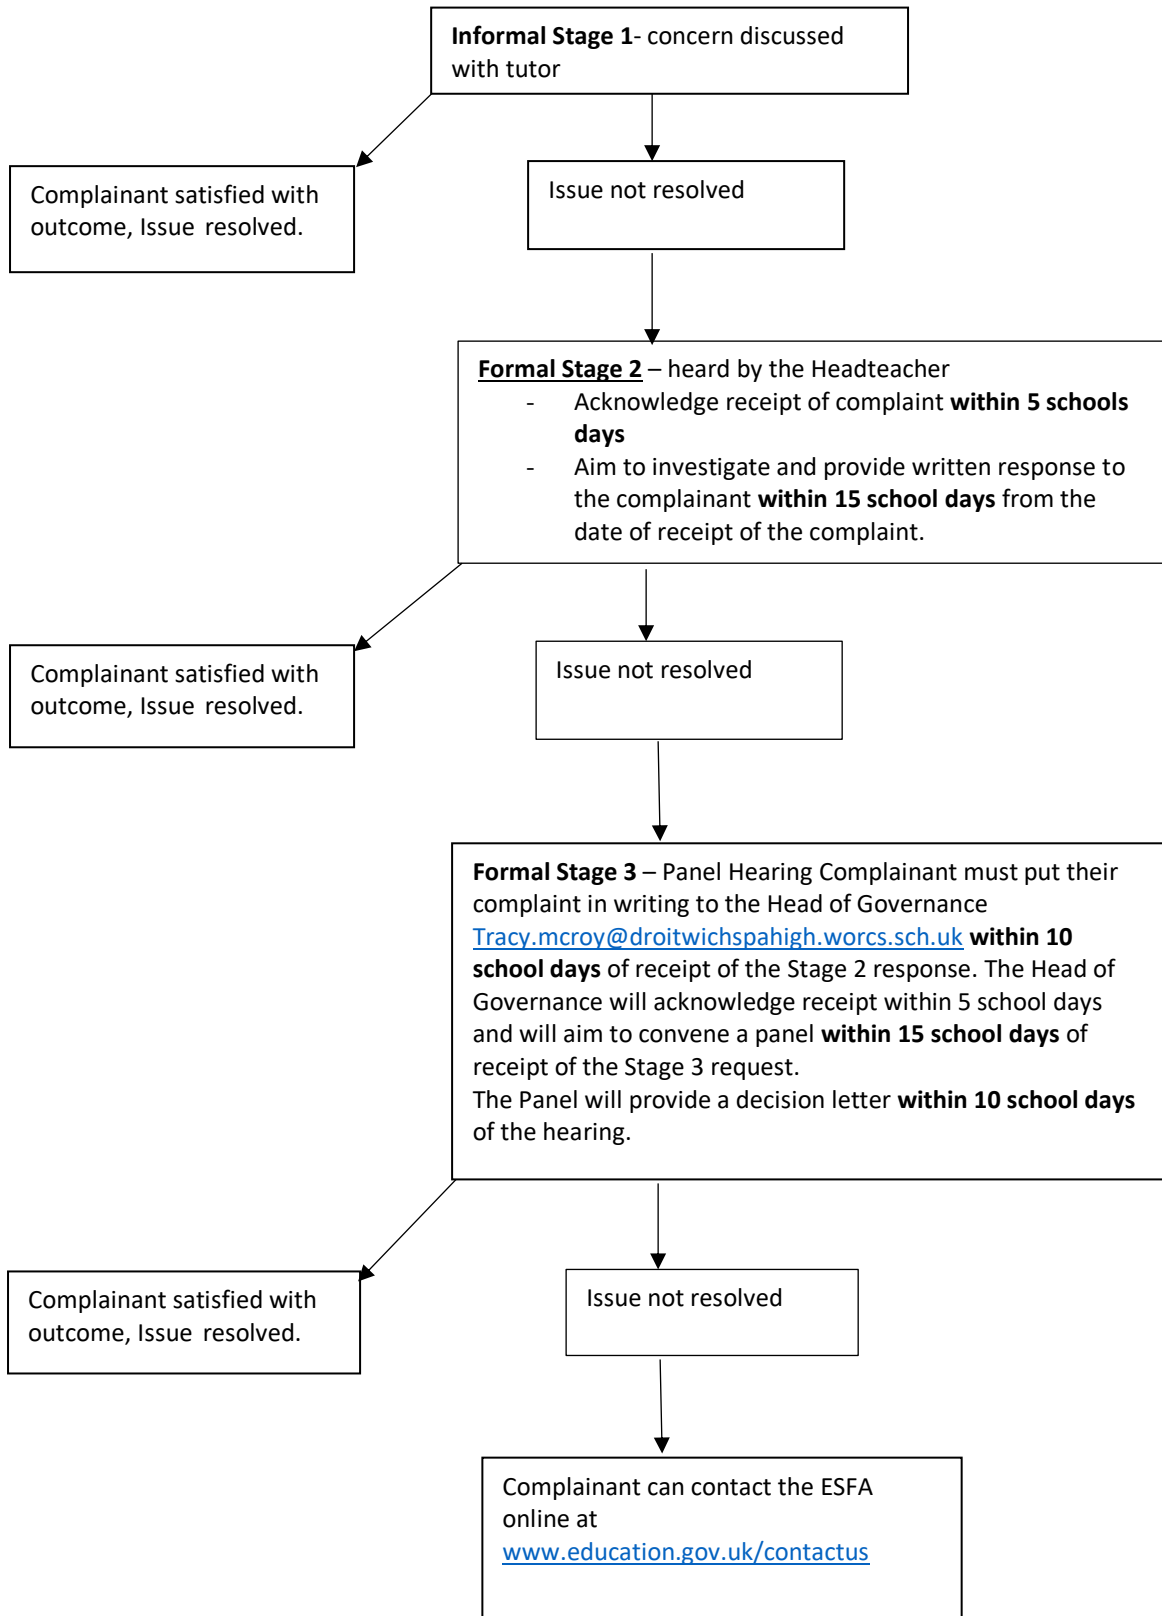 Informal Stage 1- concern discussed
with tutor
Complainant satisfied with
outcome, Issue resolved.
Issue not resolved
Formal Stage 2 – heard by the Headteacher
- Acknowledge receipt of complaint within 5 schools
days
- Aim to investigate and provide written response to
the complainant within 15 school days from the
date of receipt of the complaint.
Complainant satisfied with
outcome, Issue resolved.
Issue not resolved
Formal Stage 3 – Panel Hearing Complainant must put their
complaint in writing to the Head of Governance
Tracy.mcroy@droitwichspahigh.worcs.sch.uk within 10
school days of receipt of the Stage 2 response. The Head of
Governance will acknowledge receipt within 5 school days
and will aim to convene a panel within 15 school days of
receipt of the Stage 3 request.
The Panel will provide a decision letter within 10 school days
of the hearing.
Complainant satisfied with
outcome, Issue resolved.
Issue not resolved
Complainant can contact the ESFA
online at
www.education.gov.uk/contactus